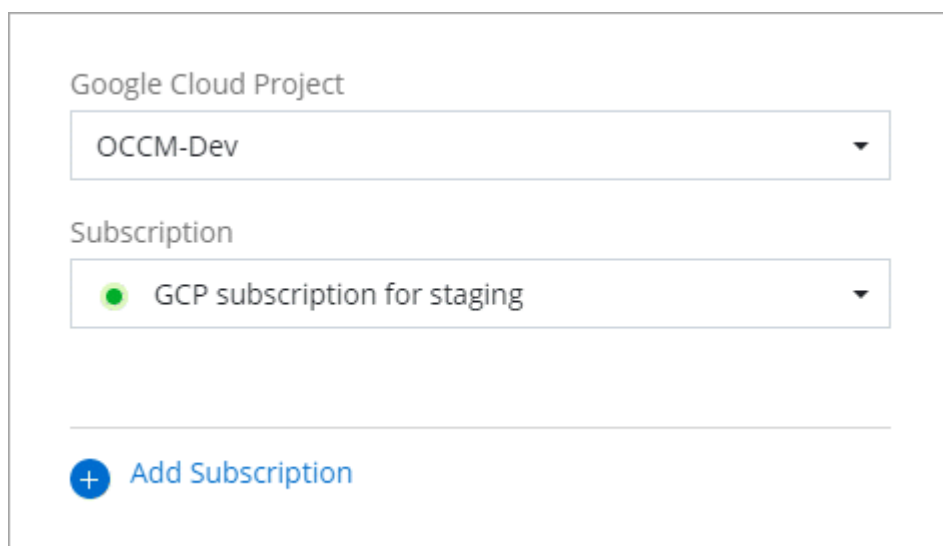 Google Cloud Project
OCCM-Dev
Subscription
GCP subscription for staging
Add Subscription